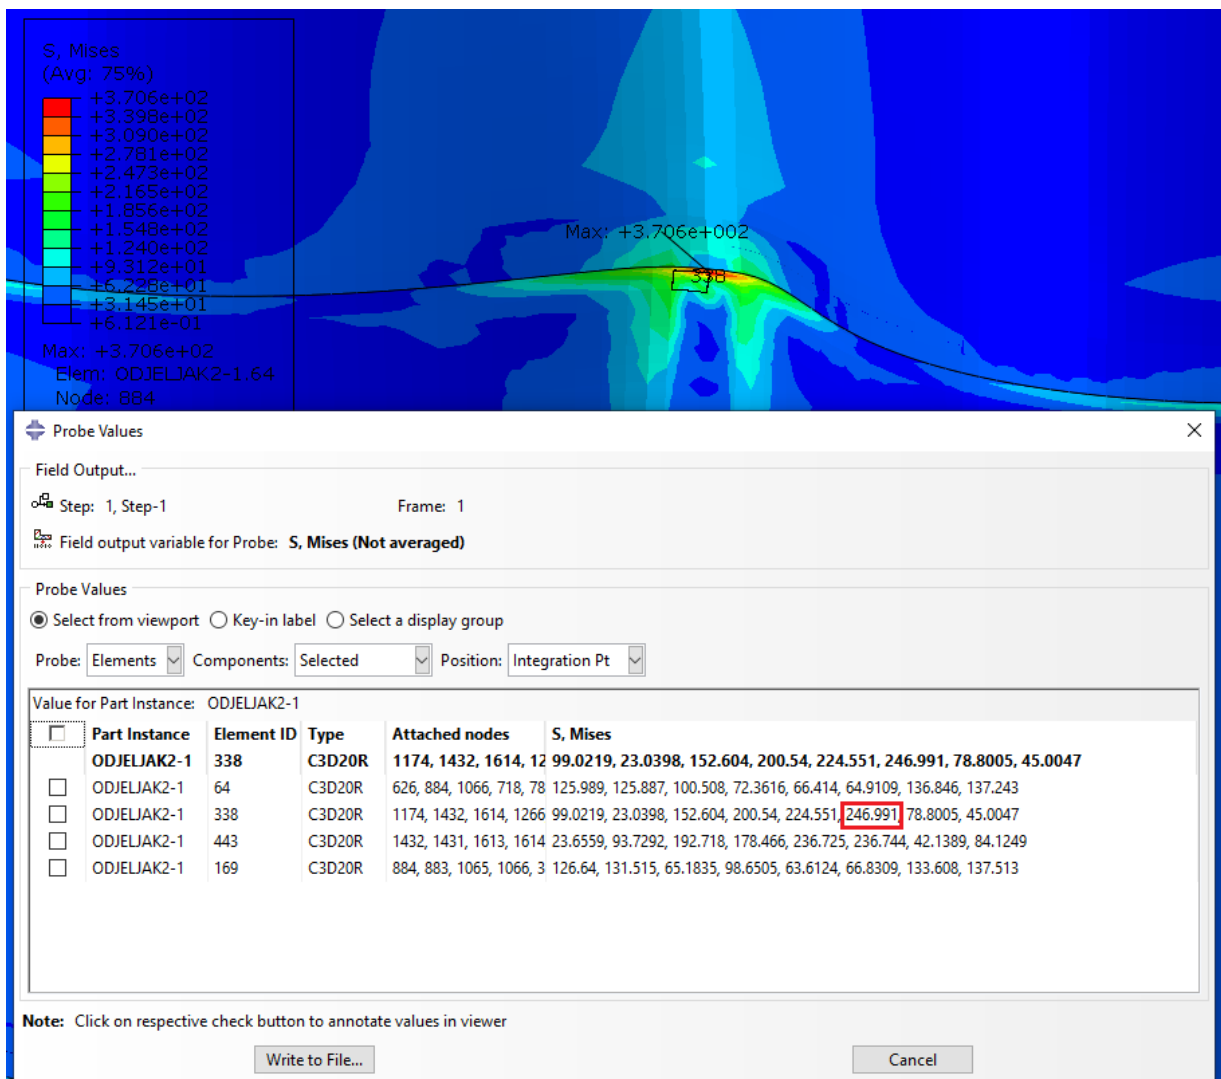 S, Mises
(Avg: 75%)
+3.706e+02
+3.398e+02
+3.090e+02
+2.781e+02
+2.473e+02
+2.165e+02
+1.856e+02
+1.548e+02
+1.240e+02
+9.312e+01
+6.228e+01
+3.145e+01
+6.121e-01
Max: +3.706e+02
Elem: ODJELJAK2-1.64
Node: 884
Max: +3.706e+002
338
Probe Values
Field Output...
Step: 1, Step-1 Frame: 1
Field output variable for Probe: S, Mises (Not averaged)
Probe Values
Select from viewport Key-in label Select a display group
Probe: Elements Components: Selected Position: Integration Pt
Value for Part Instance: ODJELJAK2-1
Part Instance Element ID Type Attached nodes S, Mises
ODJELJAK2-1 338 C3D20R 1174, 1432, 1614, 12 99.0219, 23.0398, 152.604, 200.54, 224.551, 246.991, 78.8005, 45.0047
ODJELJAK2-1 64 C3D20R 626, 884, 1066, 718, 78 125.989, 125.887, 100.508, 72.3616, 66.414, 64.9109, 136.846, 137.243
ODJELJAK2-1 338 C3D20R 1174, 1432, 1614, 1266 99.0219, 23.0398, 152.604, 200.54, 224.551, 246.991, 78.8005, 45.0047
ODJELJAK2-1 443 C3D20R 1432, 1431, 1613, 1614 23.6559, 93.7292, 192.718, 178.466, 236.725, 236.744, 42.1389, 84.1249
ODJELJAK2-1 169 C3D20R 884, 883, 1065, 1066, 3 126.64, 131.515, 65.1835, 98.6505, 63.6124, 66.8309, 133.608, 137.513
Note: Click on respective check button to annotate values in viewer
Write to File... Cancel